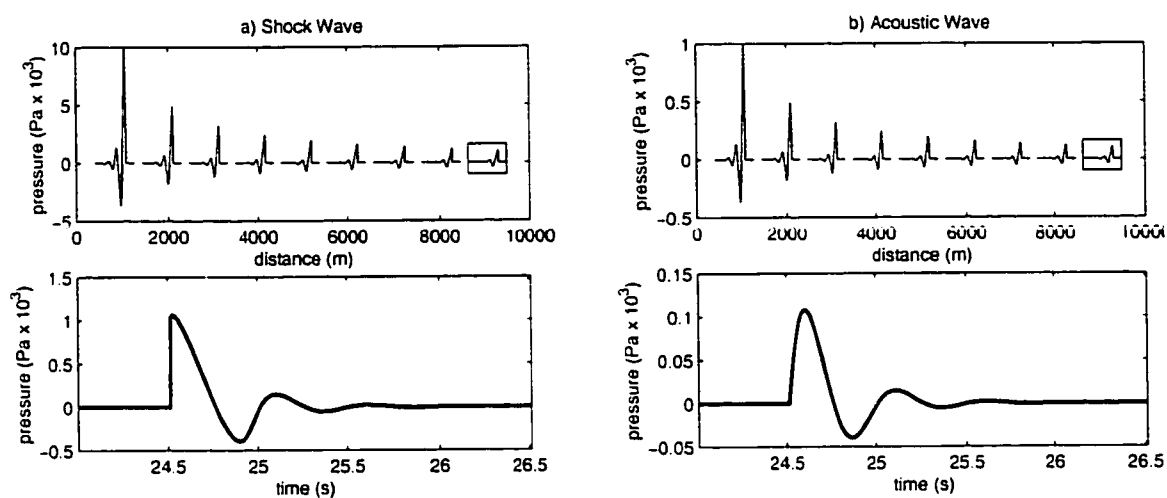 a) Shock Wave
pressure (Pa x 10³)
10
5
0
−5
0 2000 4000 6000 8000 10000
distance (m)
pressure (Pa x 10³)
1.5
1
0.5
0
−0.5
24.5 25 25.5 26 26.5
time (s)
b) Acoustic Wave
pressure (Pa x 10³)
1
0.5
0
−0.5
0 2000 4000 6000 8000 10000
distance (m)
pressure (Pa x 10³)
0.15
0.1
0.05
0
−0.05
24.5 25 25.5 26 26.5
time (s)